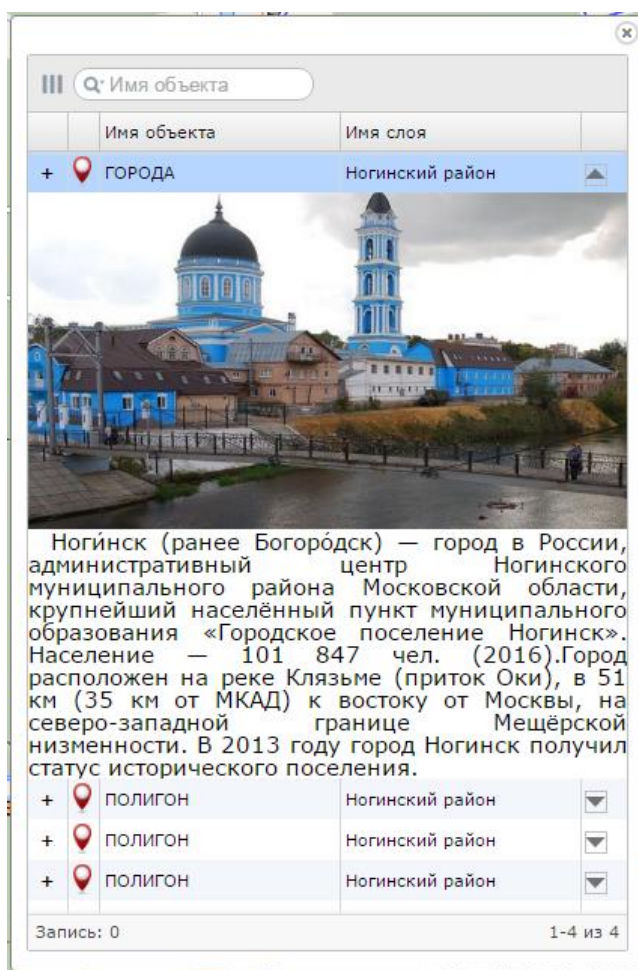 Имя объекта
Имя объекта Имя слоя
+ ГОРОДА Ногинский район
Ноги́нск (ранее Богоро́дск) — город в России,
административный центр Ногинского
муниципального района Московской области,
крупнейший населённый пункт муниципального
образования «Городское поселение Ногинск».
Население — 101 847 чел. (2016).Город
расположен на реке Клязьме (приток Оки), в 51
км (35 км от МКАД) к востоку от Москвы, на
северо-западной границе Мещёрской
низменности. В 2013 году город Ногинск получил
статус исторического поселения.
+ ПОЛИГОН Ногинский район
+ ПОЛИГОН Ногинский район
+ ПОЛИГОН Ногинский район
Запись: 0 1-4 из 4